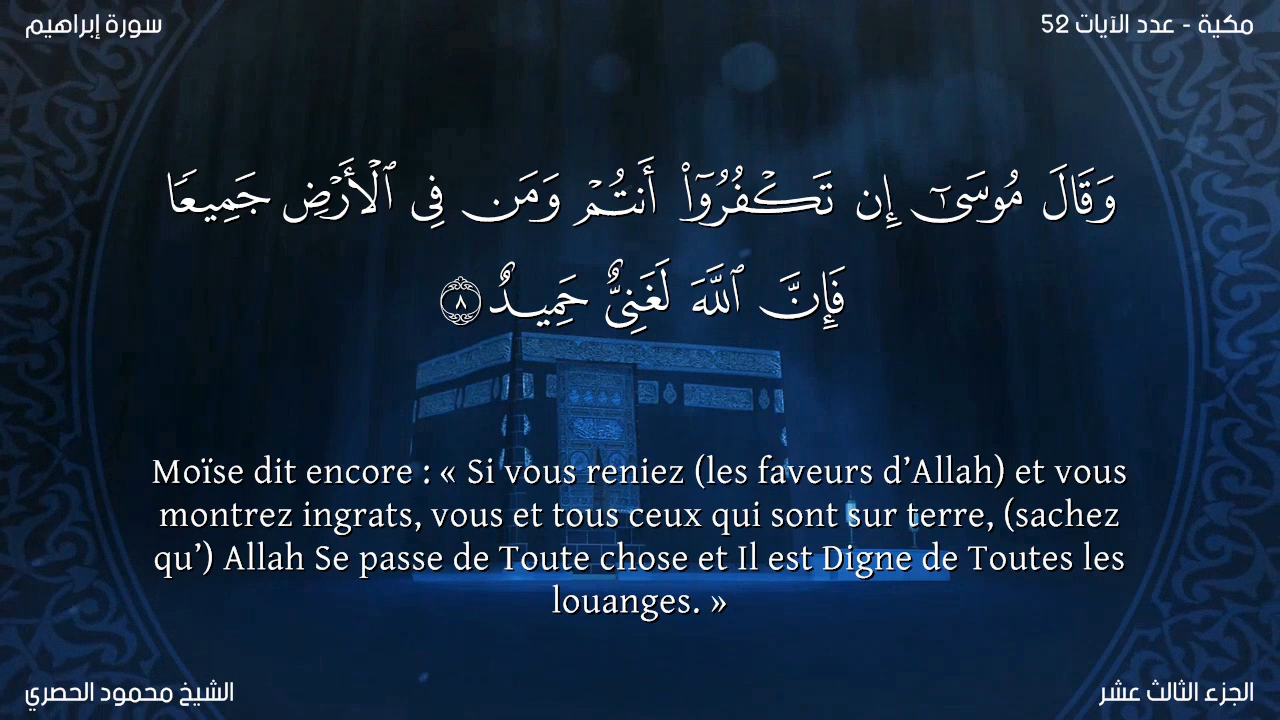 سورة إبراهيم
مكية - عدد الآيات 52
وَقَالَ مُوسَىٰٓ إِن تَكْفُرُوٓا۟ أَنتُمْ وَمَن فِى ٱلْأَرْضِ جَمِيعًا
فَإِنَّ ٱللَّهَ لَغَنِىٌّ حَمِيدٌ ٨
Moïse dit encore : « Si vous reniez (les faveurs d’Allah) et vous
montrez ingrats, vous et tous ceux qui sont sur terre, (sachez
qu’) Allah Se passe de Toute chose et Il est Digne de Toutes les
louanges. »
الشيخ محمود الحصري
الجزء الثالث عشر